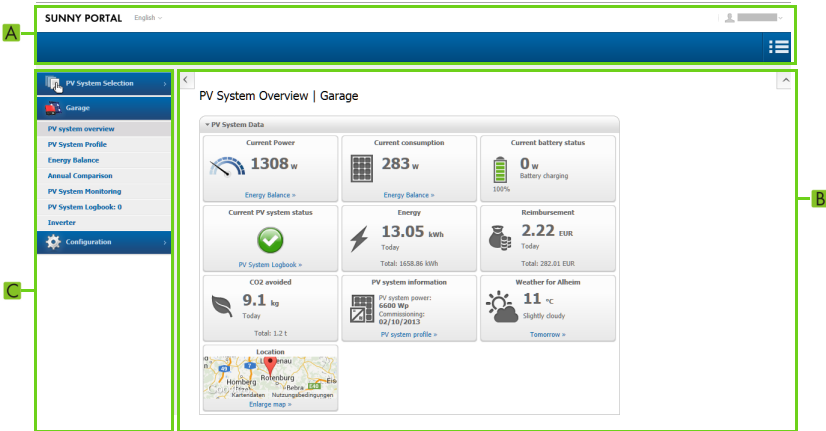 SUNNY PORTAL English
A
PV System Selection
Garage
PV system overview
PV System Profile
Energy Balance
Annual Comparison
PV System Monitoring
PV System Logbook: 0
Inverter
Configuration
C
PV System Overview | Garage
PV System Data
Current Power
1308 w
Energy Balance »
Current consumption
283 w
Energy Balance »
Current battery status
0 w
Battery charging
100%
Current PV system status
PV System Logbook »
Energy
13.05 kWh
Today
Total: 1658.86 kWh
Reimbursement
2.22 EUR
Today
Total: 282.01 EUR
CO2 avoided
9.1 kg
Today
Total: 1.2 t
PV system information
PV system power:
6600 Wp
Commissioning:
02/10/2013
PV system profile »
Weather for Alheim
11 °C
Slightly cloudy
Tomorrow »
Location
Homberg
Rotenburg
Bebra
Eis
Kartendaten Nutzungsbedingungen
Enlarge map »
B